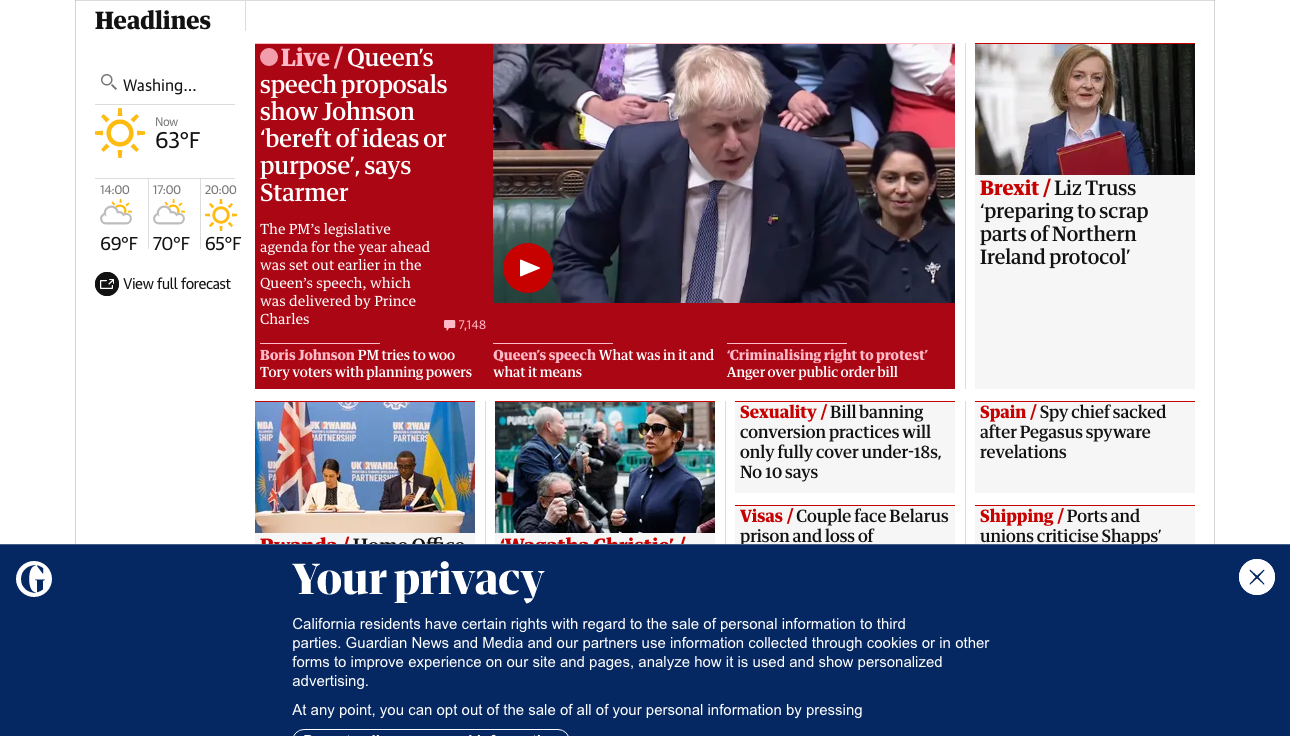 Headlines
Washing...
Now
63°F
14:00
17:00
20:00
69°F
70°F
65°F
View full forecast
Live / Queen's
speech proposals
show Johnson
'bereft of ideas or
purpose', says
Starmer
The PM's legislative
agenda for the year ahead
was set out earlier in the
Queen's speech, which
was delivered by Prince
Charles
7,148
Boris Johnson PM tries to woo
Tory voters with planning powers
Queen's speech What was in it and
what it means
'Criminalising right to protest'
Anger over public order bill
Brexit / Liz Truss
'preparing to scrap
parts of Northern
Ireland protocol'
UK RWANDA
PARTNERSHIP
UK RWANDA
Rwanda / Home Office
'Wagatha Christie' /
Sexuality / Bill banning
conversion practices will
only fully cover under-18s,
No 10 says
Visas / Couple face Belarus
prison and loss of
Spain / Spy chief sacked
after Pegasus spyware
revelations
Shipping / Ports and
unions criticise Shapps'
Your privacy
California residents have certain rights with regard to the sale of personal information to third
parties. Guardian News and Media and our partners use information collected through cookies or in other
forms to improve experience on our site and pages, analyze how it is used and show personalized
advertising.
At any point, you can opt out of the sale of all of your personal information by pressing